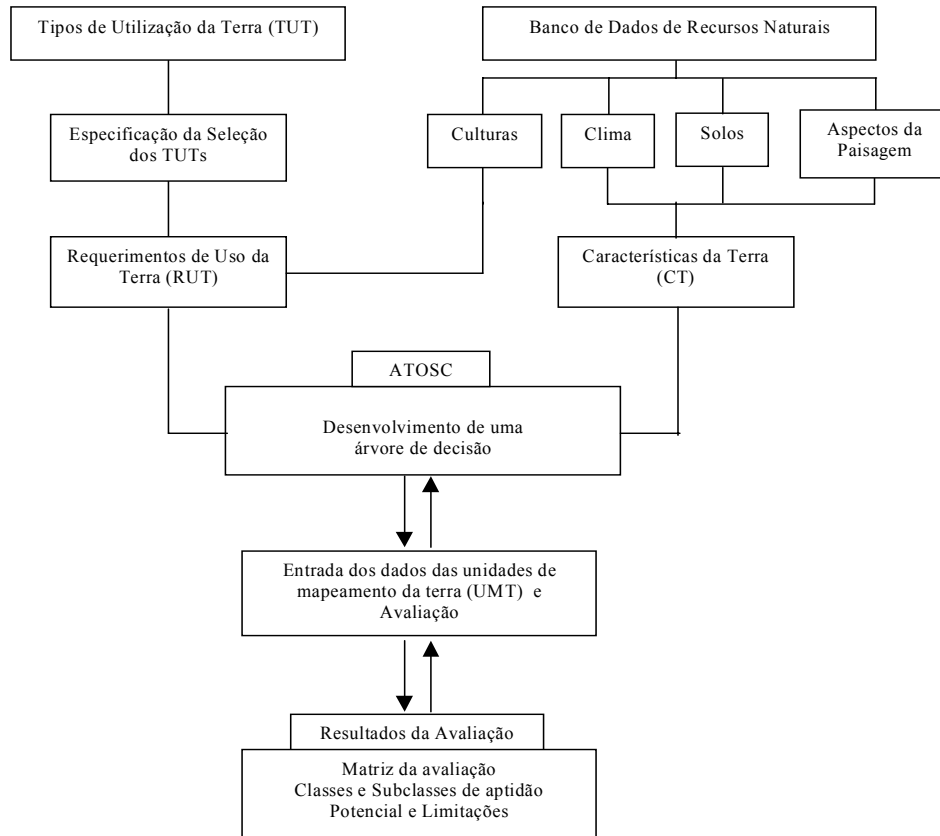 Tipos de Utilização da Terra (TUT)
Banco de Dados de Recursos Naturais
Especificação da Seleção
dos TUTs
Culturas
Clima
Solos
Aspectos da
Paisagem
Requerimentos de Uso da
Terra (RUT)
Característicass da Terra
(CT)
ATOSC
Desenvolvimento de uma
árvore de decisão
Entrada dos dados das unidades de
mapeamento da terra (UMT) e
Avaliação
Resultados da Avaliação
Matriz da avaliação
Classes e Subclasses de aptidão
Potencial e Limitações